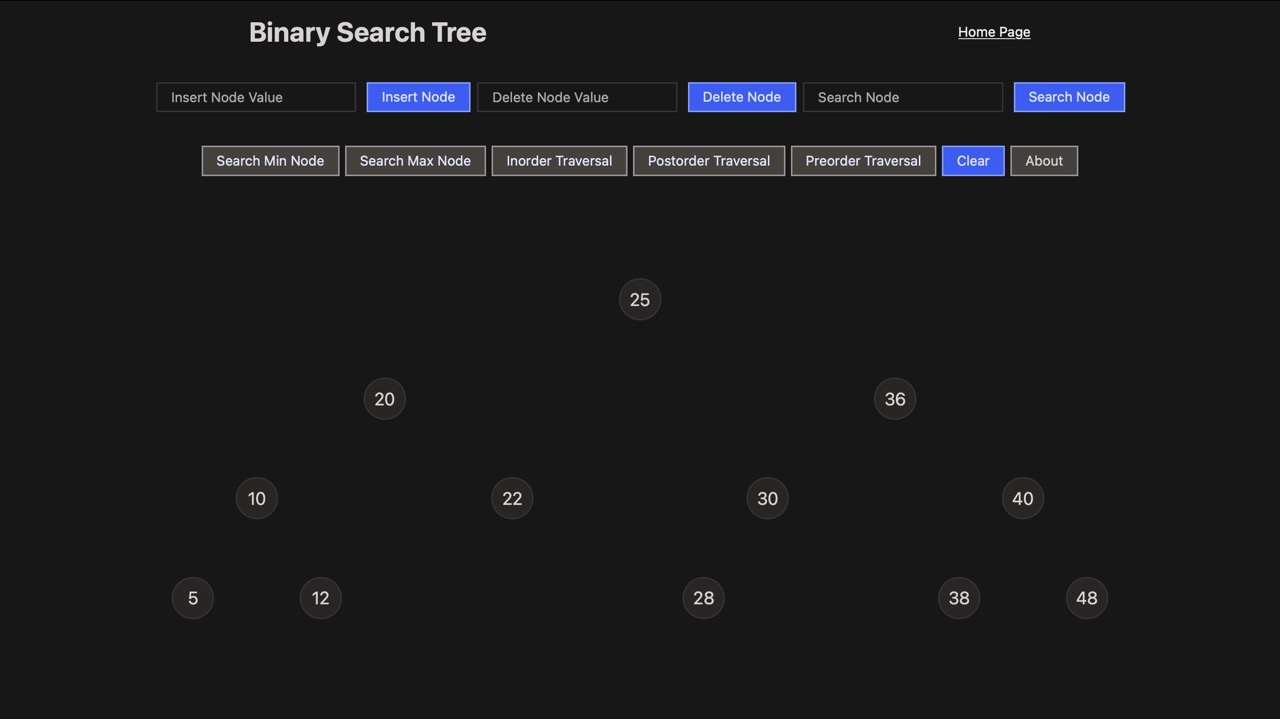 Binary Search Tree Home Page
Insert Node Value Insert Node Delete Node Value Delete Node Search Node Search Node
Search Min Node Search Max Node Inorder Traversal Postorder Traversal Preorder Traversal Clear About
25
20 36
10 22 30 40
5 12 28 38 48